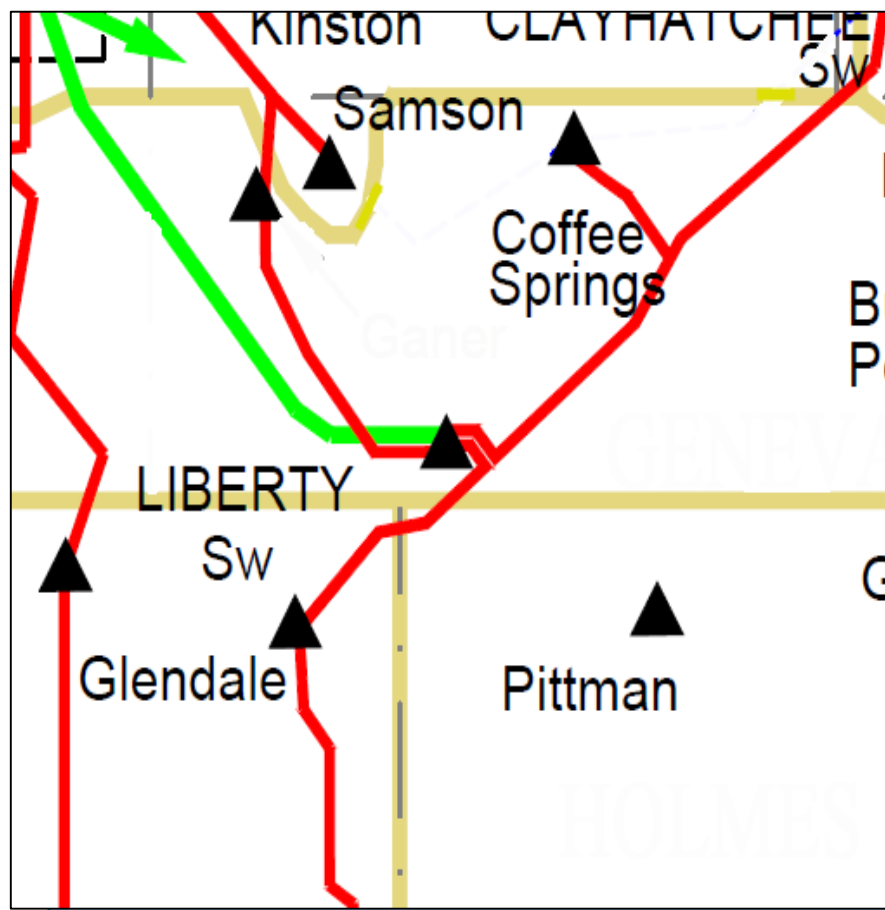 Kinston
CLAYHATCHEE
SW
Samson
Coffee
Springs
Ganer
GENEVA
LIBERTY
SW
Glendale
Pittman
HOLMES